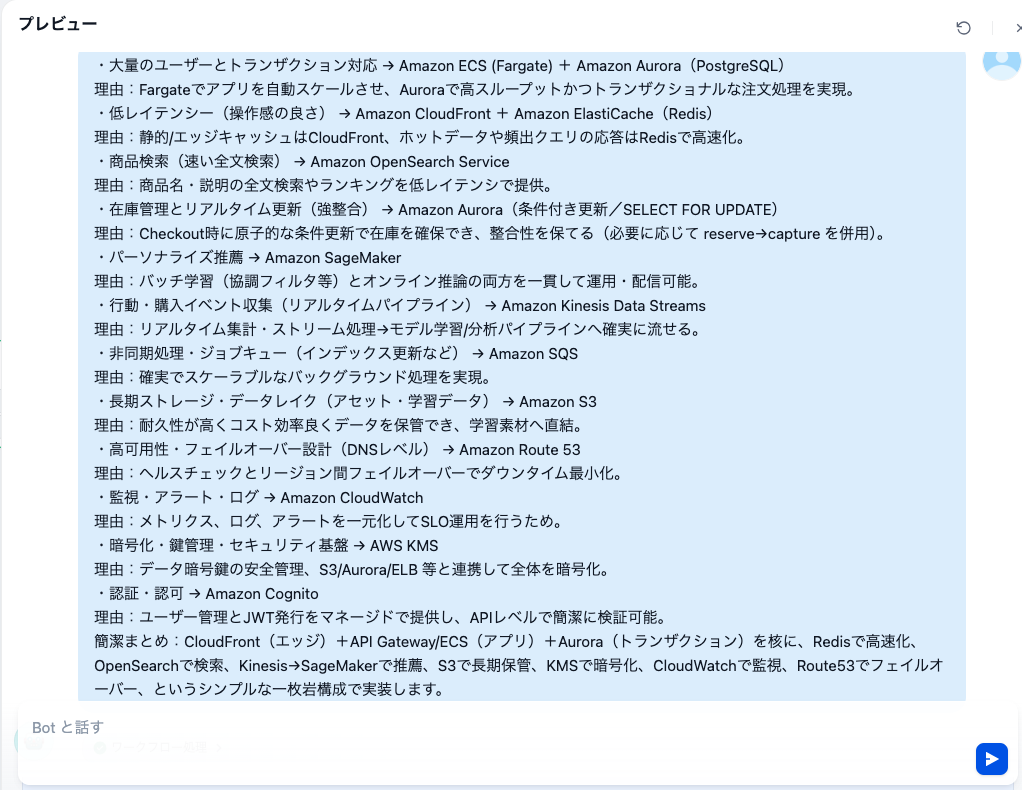 プレビュー
・大量のユーザーとトランザクション対応 → Amazon ECS (Fargate) ＋ Amazon Aurora（PostgreSQL）
理由：Fargateでアプリを自動スケールさせ、Auroraで高スループットかつトランザクショナルな注文処理を実現。
・低レイテンシー（操作感の良さ） → Amazon CloudFront ＋ Amazon ElastiCache（Redis）
理由：静的/エッジキャッシュはCloudFront、ホットデータや頻出クエリの応答はRedisで高速化。
・商品検索（速い全文検索） → Amazon OpenSearch Service
理由：商品名・説明の全文検索やランキングを低レイテンシで提供。
・在庫管理とリアルタイム更新（強整合） → Amazon Aurora（条件付き更新／SELECT FOR UPDATE）
理由：Checkout時に原子的な条件更新で在庫を確保でき、整合性を保てる（必要に応じて reserve→capture を併用）。
・パーソナライズ推薦 → Amazon SageMaker
理由：バッチ学習（協調フィルタ等）とオンライン推論の両方を一貫して運用・配信可能。
・行動・購入イベント収集（リアルタイムパイプライン） → Amazon Kinesis Data Streams
理由：リアルタイム集計・ストリーム処理→モデル学習/分析パイプラインへ確実に流せる。
・非同期処理・ジョブキュー（インデックス更新など） → Amazon SQS
理由：確実でスケーラブルなバックグラウンド処理を実現。
・長期ストレージ・データレイク（アセット・学習データ） → Amazon S3
理由：耐久性が高くコスト効率良くデータを保管でき、学習素材へ直結。
・高可用性・フェイルオーバー設計（DNSレベル） → Amazon Route 53
理由：ヘルスチェックとリージョン間フェイルオーバーでダウンタイム最小化。
・監視・アラート・ログ → Amazon CloudWatch
理由：メトリクス、ログ、アラートを一元化してSLO運用を行うため。
・暗号化・鍵管理・セキュリティ基盤 → AWS KMS
理由：データ暗号鍵の安全管理、S3/Aurora/ELB 等と連携して全体を暗号化。
・認証・認可 → Amazon Cognito
理由：ユーザー管理とJWT発行をマネージドで提供し、APIレベルで簡潔に検証可能。
簡潔まとめ：CloudFront（エッジ）＋API Gateway/ECS（アプリ）＋Aurora（トランザクション）を核に、Redisで高速化、
OpenSearchで検索、Kinesis→SageMakerで推薦、S3で長期保管、KMSで暗号化、CloudWatchで監視、Route53でフェイルオ
ーバー、というシンプルな一枚岩構成で実装します。
Bot と話す